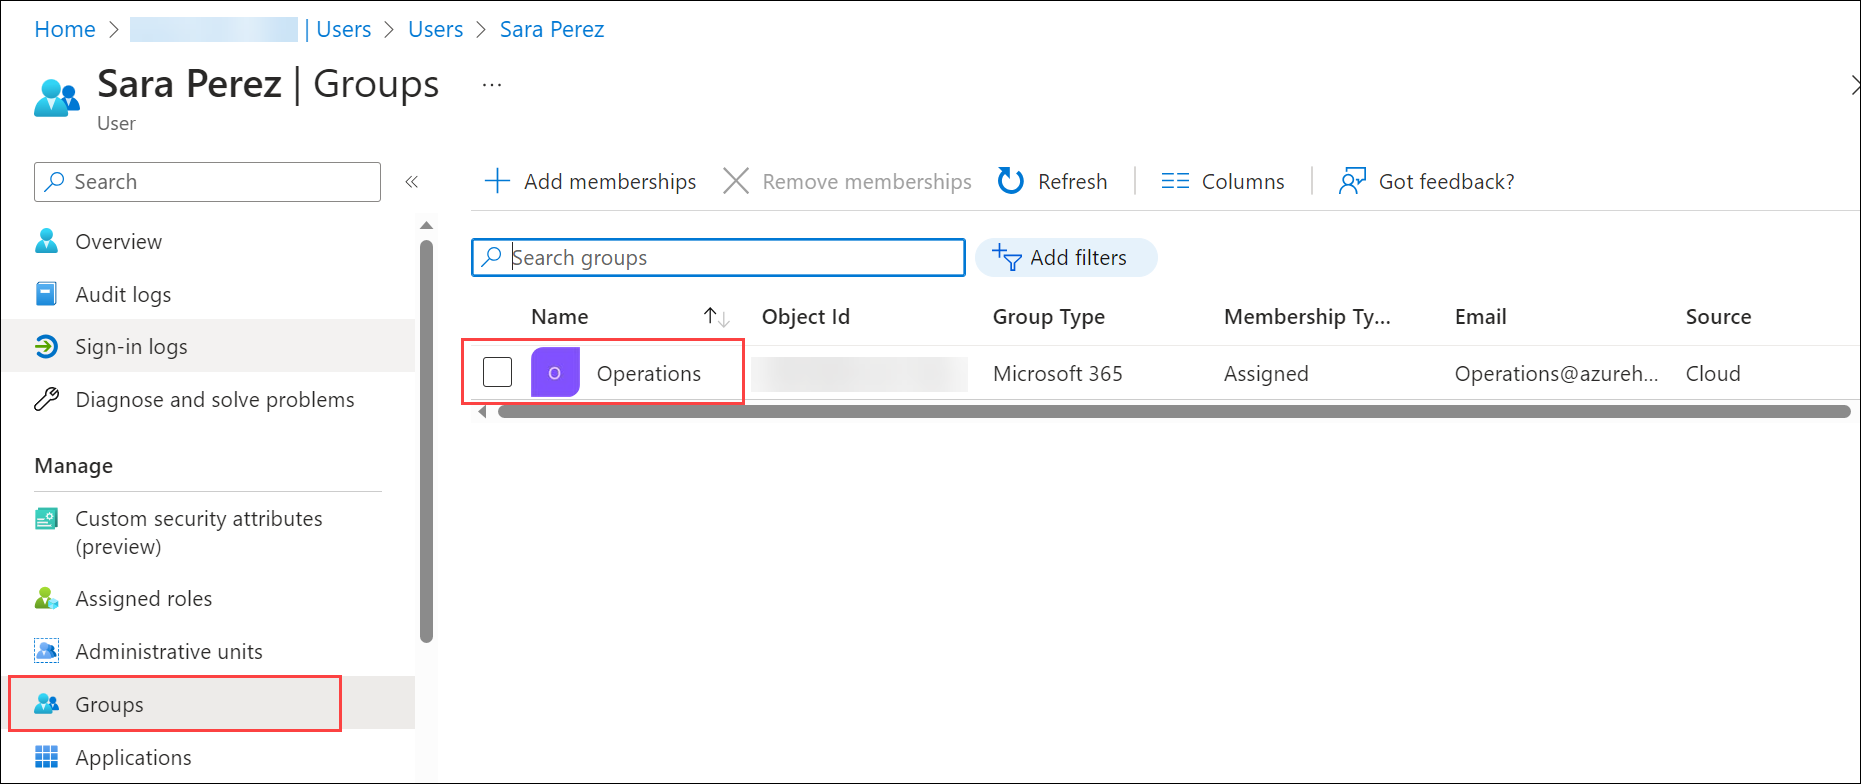 Home > | Users > Users > Sara Perez
Sara Perez | Groups ...
User
Search «
Overview
Audit logs
Sign-in logs
Diagnose and solve problems
Manage
Custom security attributes
(preview)
Assigned roles
Administrative units
Groups
Applications
Add memberships Remove memberships Refresh | Columns | Got feedback?
Search groups Add filters
Name ↑↓ Object Id Group Type Membership Ty... Email Source
O Operations Microsoft 365 Assigned Operations@azureh... Cloud